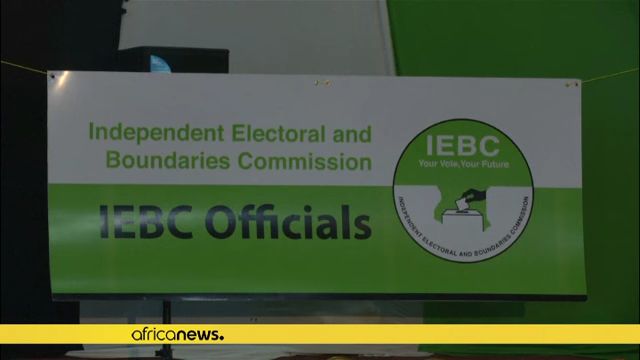 Independent Electoral and
Boundaries Commission
IEBC Officials
IEBC
Your Vote, Your Future
INDEPENDENT ELECTORAL AND BOUNDARIES COMMISSION
africanews.